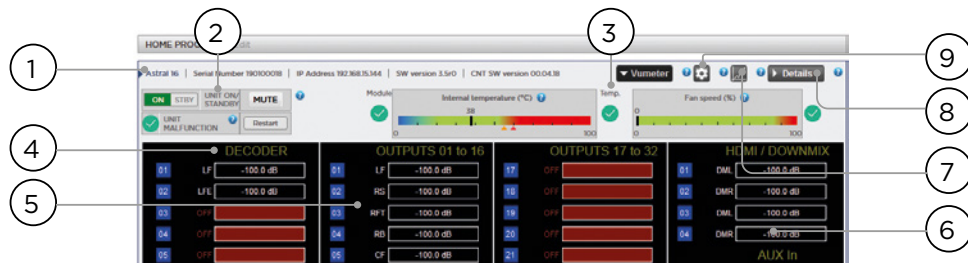 2
3
1
9
HOME PRO
Astral 16 | Serial Number 190100018 | IP Address 192.168.15.144 | SW version 3.5r0 | CNT SW version 00.04.18
Vumeter
Details
ON STBY UNIT ON/ STANDBY MUTE
Module
Internal temperature (°C)
Temp.
Fan speed (%)
38
0
UNIT MALFUNCTION
Restart
0 100
0 100
8
4
DECODER
OUTPUTS 01 to 16
OUTPUTS 17 to 32
HDMI / DOWNMIX
7
01 LF -100.0 dB
01 LF -100.0 dB
17 OFF
01 DML -100.0 dB
02 LFE -100.0 dB
02 RS -100.0 dB
18 OFF
02 DMR -100.0 dB
5
03 OFF
03 RFT -100.0 dB
19 OFF
03 DML -100.0 dB
6
04 OFF
04 RB -100.0 dB
20 OFF
04 DMR -100.0 dB
05 OFF
05 CF -100.0 dB
21 OFF
AUX In